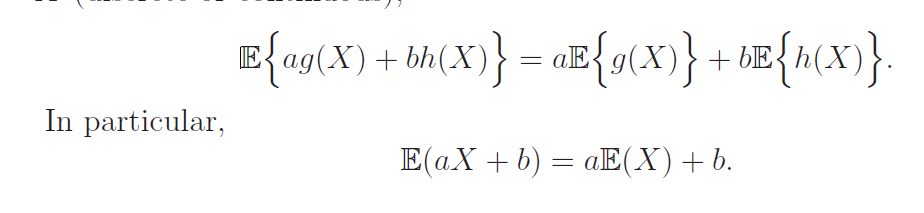 𝔼{ag(X) + bh(X)} = a𝔼{g(X)} + b𝔼{h(X)}.
In particular,
𝔼(aX + b) = a𝔼(X) + b.